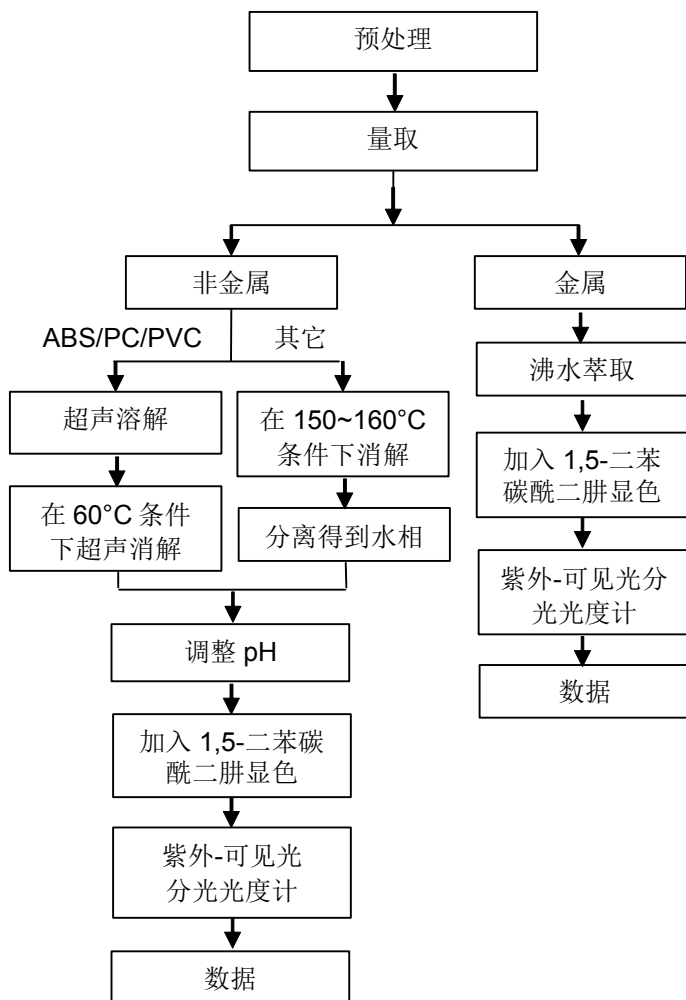 预处理
量取
非金属
金属
ABS/PC/PVC
其它
沸水萃取
超声溶解
在 150~160°C
条件下消解
加入 1,5-二苯
碳酰二肼显色
在 60°C 条件
下超声消解
分离得到水相
紫外-可见光分
光光度计
调整 pH
数据
加入 1,5-二苯碳
酰二肼显色
紫外-可见光
分光光度计
数据